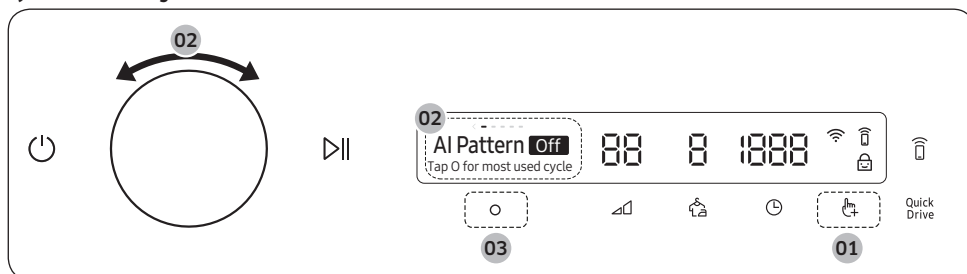 02
02
AI Pattern Off
Tap O for most used cycle
88 8 1888
Quick
Drive
03
01